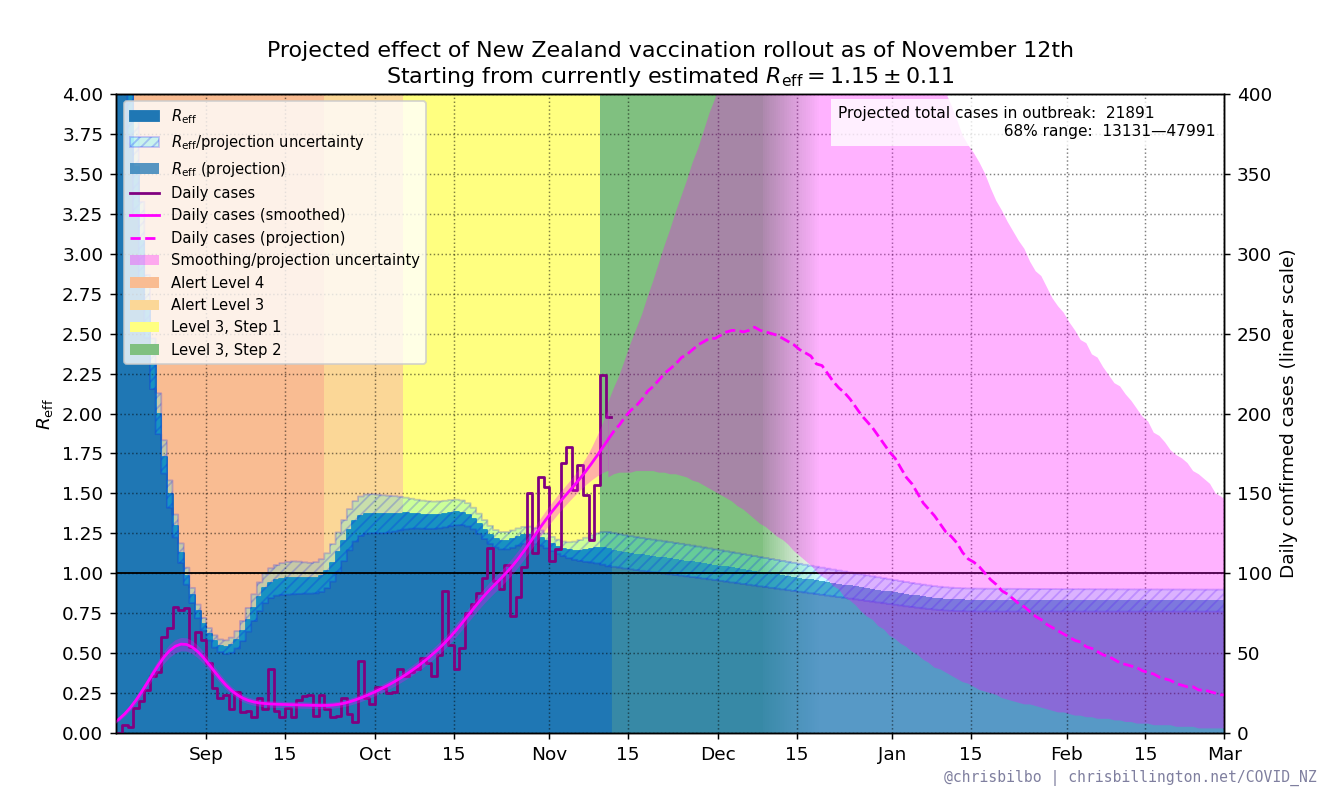 Projected effect of New Zealand vaccination rollout as of November 12th
Starting from currently estimated R_eff = 1.15 ± 0.11
4.00
3.75
3.50
3.25
3.00
2.75
2.50
2.25
2.00
1.75
1.50
1.25
1.00
0.75
0.50
0.25
0.00
R_eff
R_eff
R_eff/projection uncertainty
R_eff (projection)
Daily cases
Daily cases (smoothed)
Daily cases (projection)
Smoothing/projection uncertainty
Alert Level 4
Alert Level 3
Level 3, Step 1
Level 3, Step 2
Projected total cases in outbreak: 21891
68% range: 13131—47991
400
350
300
250
200
150
100
50
0
Daily confirmed cases (linear scale)
Sep 15 Oct 15 Nov 15 Dec 15 Jan 15 Feb 15 Mar
@chrisbilbo | chrisbillington.net/COVID_NZ